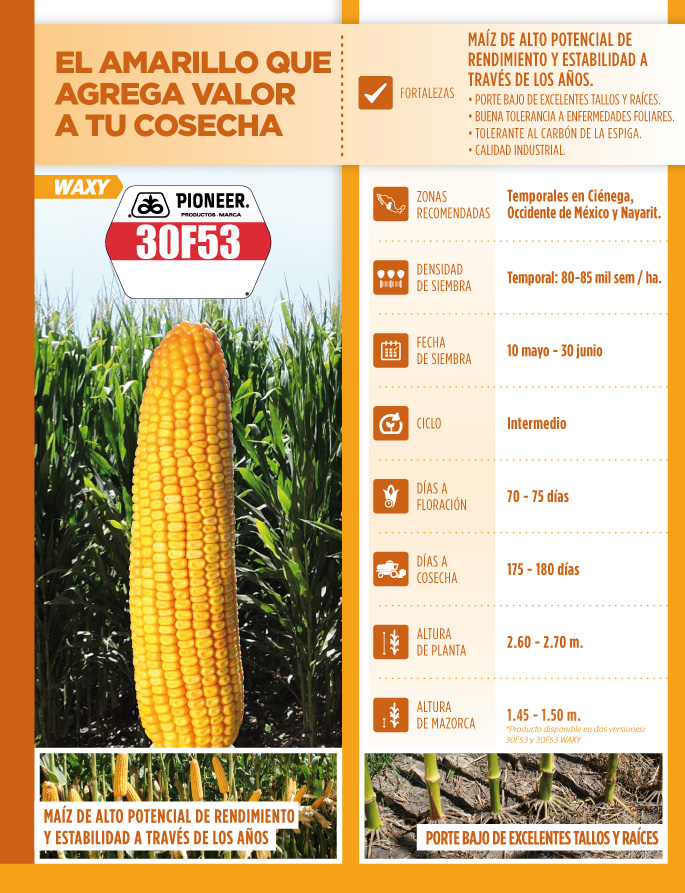 EL AMARILLO QUE
AGREGA VALOR
A TU COSECHA
FORTALEZAS
MAÍZ DE ALTO POTENCIAL DE
RENDIMIENTO Y ESTABILIDAD A
TRAVÉS DE LOS AÑOS.
• PORTE BAJO DE EXCELENTES TALLOS Y RAÍCES.
• BUENA TOLERANCIA A ENFERMEDADES FOLIARES.
• TOLERANTE AL CARBÓN DE LA ESPIGA.
• CALIDAD INDUSTRIAL.
WAXY
PIONEER.
PRODUCTOS · MARCA
30F53
ZONAS
RECOMENDADAS
Temporales en Ciénega,
Occidente de México y Nayarit.
DENSIDAD
DE SIEMBRA
Temporal: 80-85 mil sem / ha.
FECHA
DE SIEMBRA
10 mayo - 30 junio
CICLO
Intermedio
DÍAS A
FLORACIÓN
70 - 75 días
DÍAS A
COSECHA
175 - 180 días
ALTURA
DE PLANTA
2.60 - 2.70 m.
ALTURA
DE MAZORCA
1.45 - 1.50 m.
*Producto disponible en dos versiones:
30F53 y 30F53 WAXY
MAÍZ DE ALTO POTENCIAL DE RENDIMIENTO
Y ESTABILIDAD A TRAVÉS DE LOS AÑOS
PORTE BAJO DE EXCELENTES TALLOS Y RAÍCES